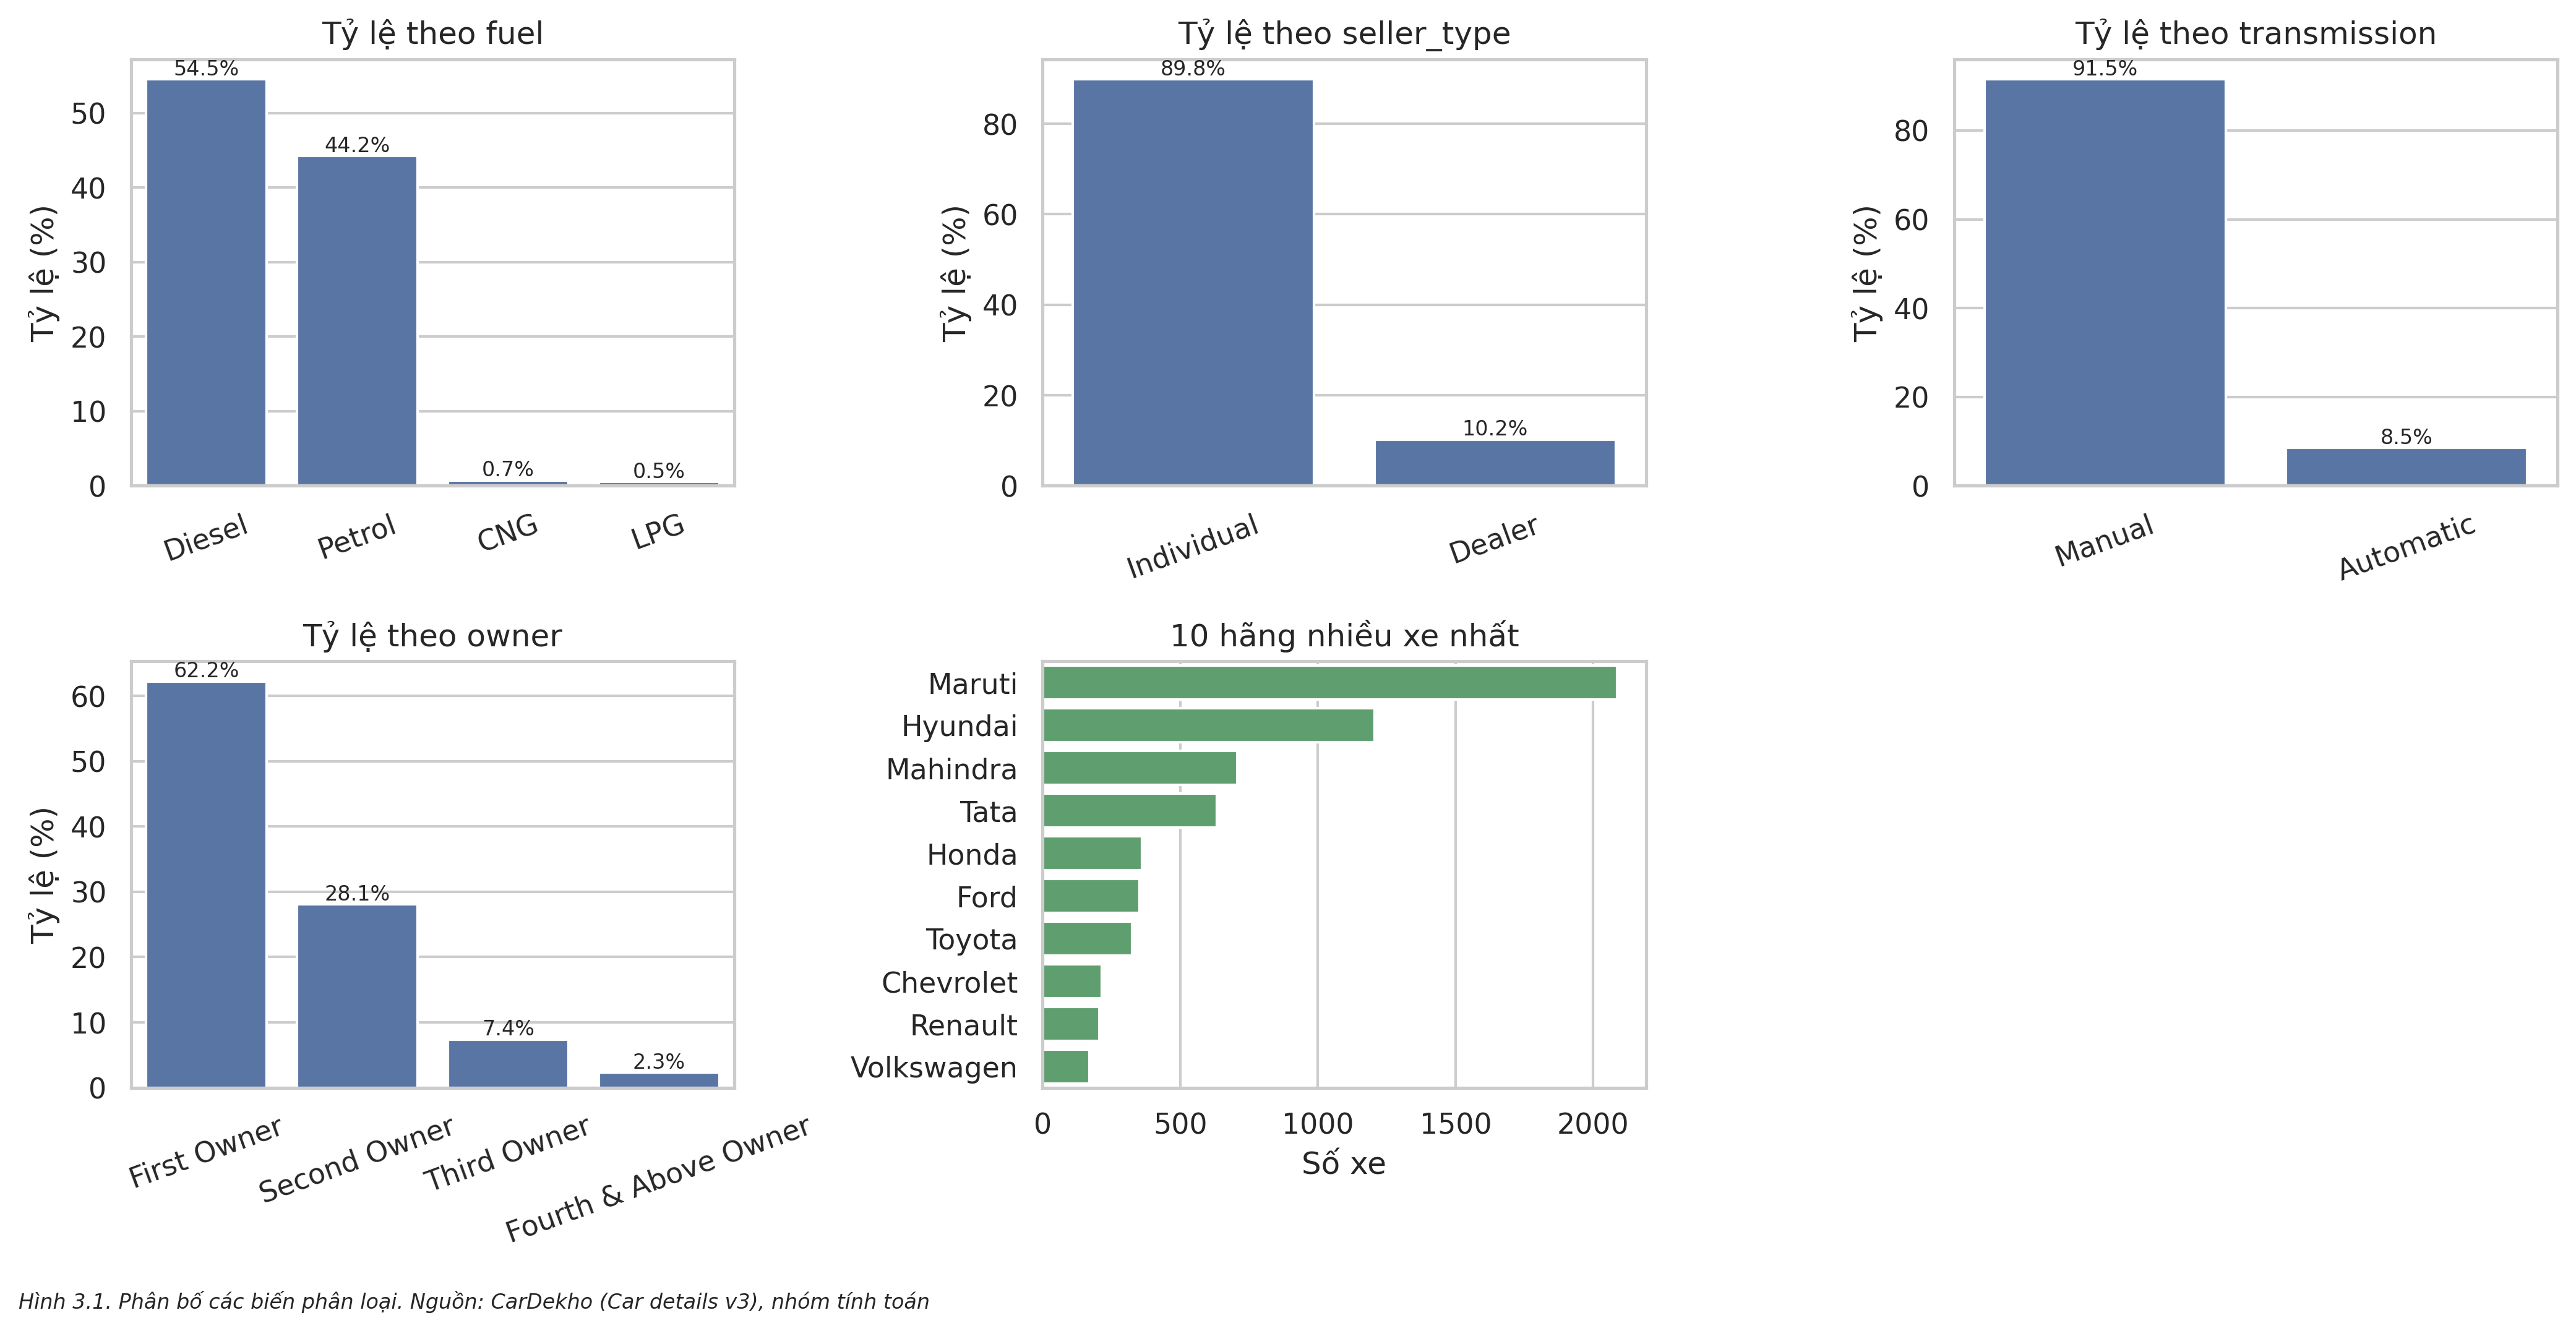 Tỷ lệ theo fuel
Tỷ lệ (%)
50
40
30
20
10
0
54.5%
44.2%
0.7%
0.5%
Diesel
Petrol
CNG
LPG
Tỷ lệ theo seller_type
Tỷ lệ (%)
80
60
40
20
0
89.8%
10.2%
Individual
Dealer
Tỷ lệ theo transmission
Tỷ lệ (%)
80
60
40
20
0
91.5%
8.5%
Manual
Automatic
Tỷ lệ theo owner
Tỷ lệ (%)
60
50
40
30
20
10
0
62.2%
28.1%
7.4%
2.3%
First Owner
Second Owner
Third Owner
Fourth & Above Owner
10 hãng nhiều xe nhất
Maruti
Hyundai
Mahindra
Tata
Honda
Ford
Toyota
Chevrolet
Renault
Volkswagen
0 500 1000 1500 2000
Số xe
Hình 3.1. Phân bố các biến phân loại. Nguồn: CarDekho (Car details v3), nhóm tính toán